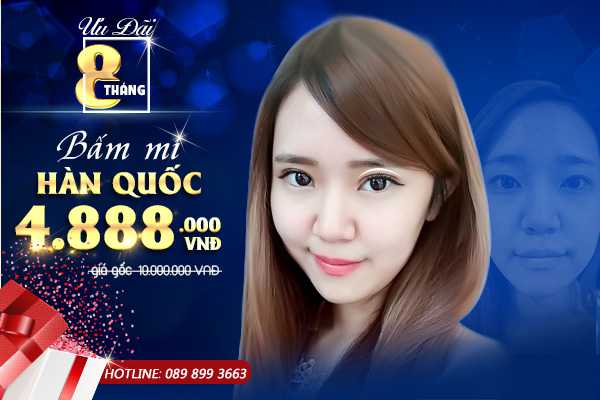 Ưu Đãi
8
THÁNG
Bấm mí
HÀN QUỐC
4.888.000
VNĐ
giá gốc 10.000.000 VNĐ
HOTLINE: 089 899 3663